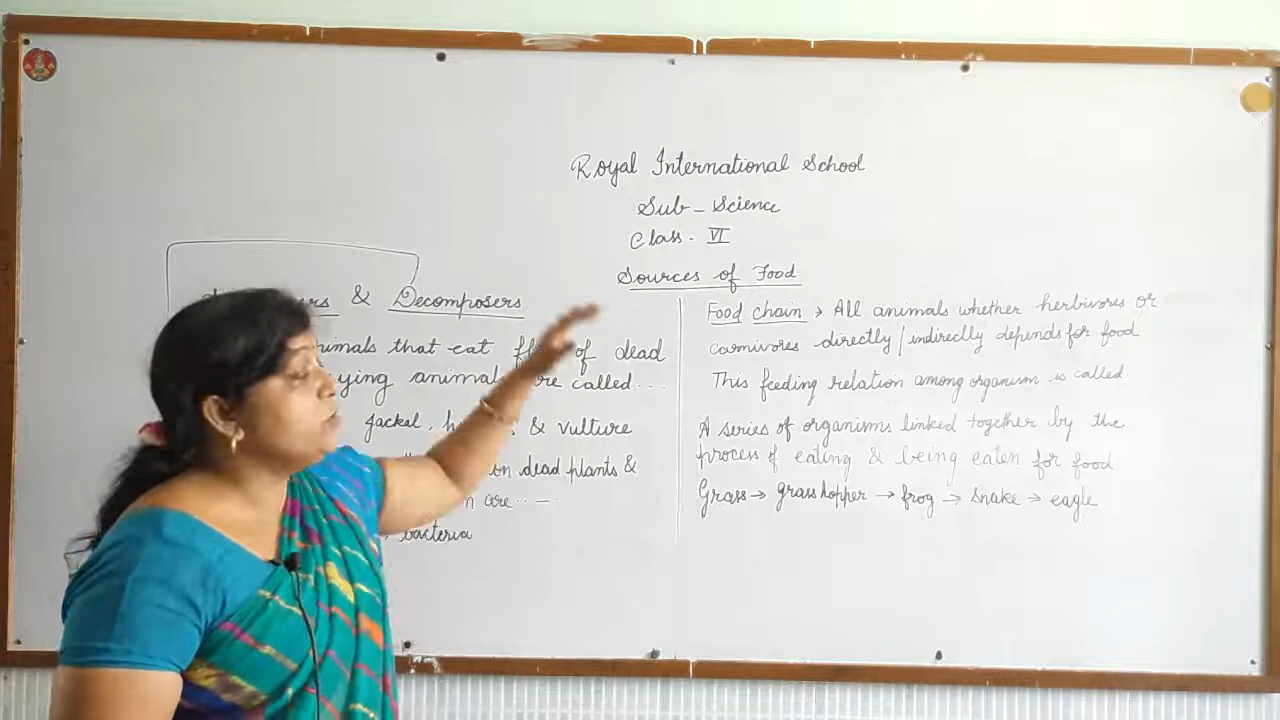 Royal International School
Sub - Science
Class - VI
Sources of Food
& Decomposers
that eat of dead
animal called ...
Jackal, & vulture
on dead plants &
are .. —
bacteria
Food chain → All animals whether herbivores or
carnivores directly/indirectly depends for food
This feeding relation among organism is called.
A series of organisms linked together by the
process of eating & being eaten for food
Grass → grasshopper → frog → Snake → eagle